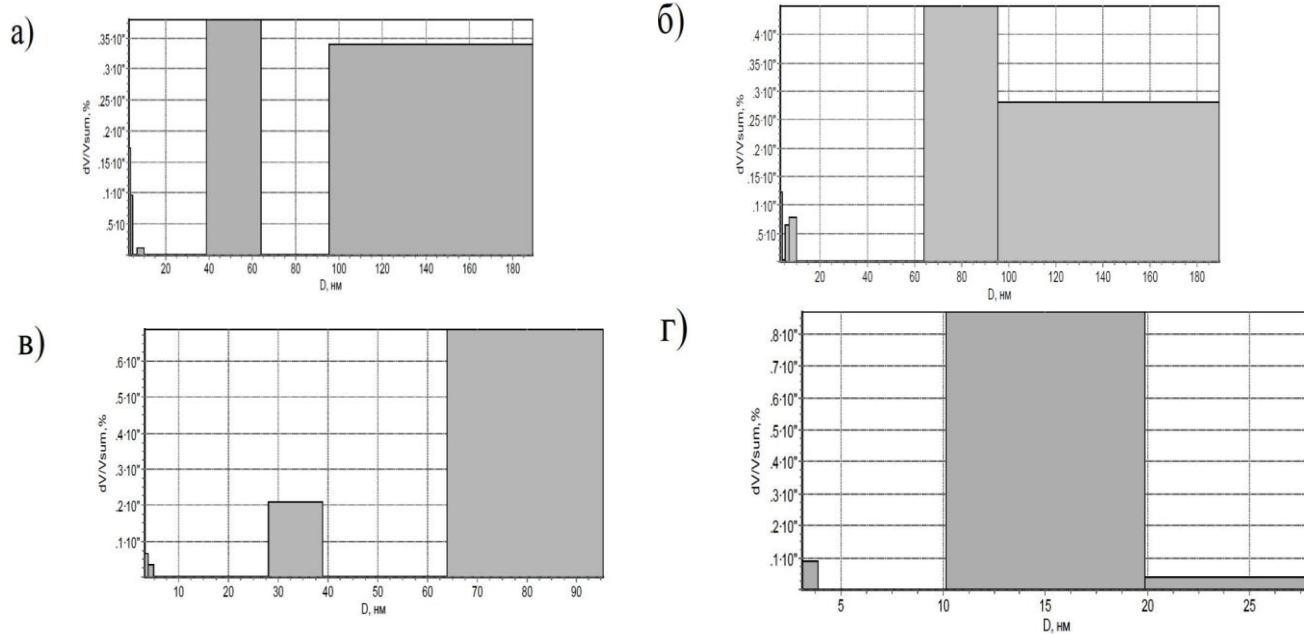 а)
.35·10"
.3·10"
.25·10"
.2·10"
.15·10"
.1·10"
.5·10
dV/Vsum, %
20 40 60 80 100 120 140 160 180
D, нм
б)
.4·10"
.35·10"
.3·10"
.25·10"
.2·10"
.15·10"
.1·10"
.5·10
dV/Vsum, %
20 40 60 80 100 120 140 160 180
D, нм
в)
.6·10"
.5·10"
.4·10"
.3·10"
.2·10"
.1·10"
dV/Vsum, %
10 20 30 40 50 60 70 80 90
D, нм
г)
.8·10"
.7·10"
.6·10"
.5·10"
.4·10"
.3·10"
.2·10"
.1·10"
dV/Vsum, %
5 10 15 20 25
D, нм